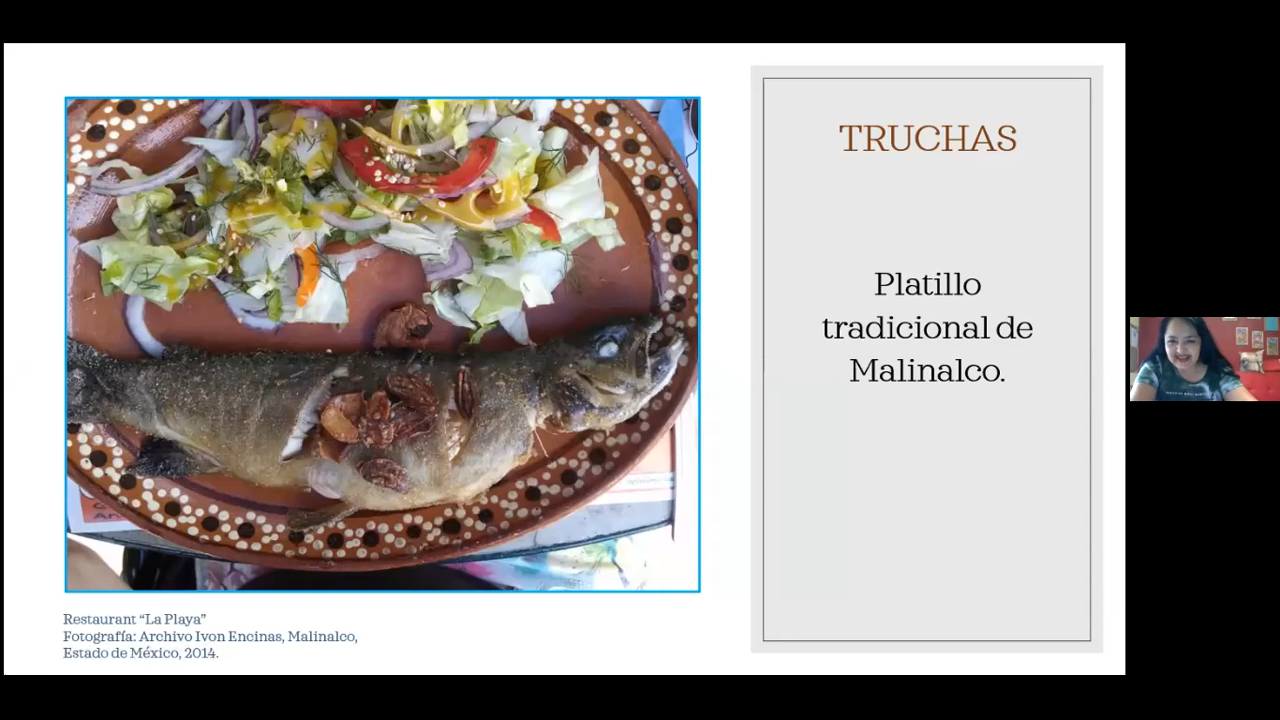 TRUCHAS
Platillo
tradicional de
Malinalco.
Restaurant “La Playa”
Fotografía: Archivo Ivon Encinas, Malinalco,
Estado de México, 2014.